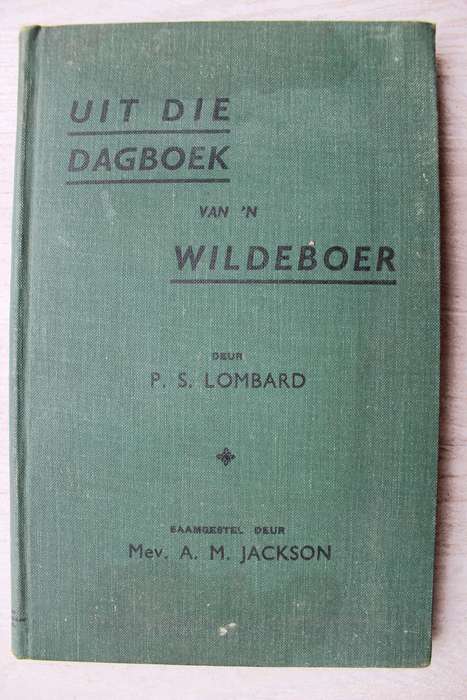 UIT DIE
DAGBOEK
VAN 'N
WILDEBOER
DEUR
P. S. LOMBARD
SAAMGESTEL DEUR
Mev. A. M. JACKSON